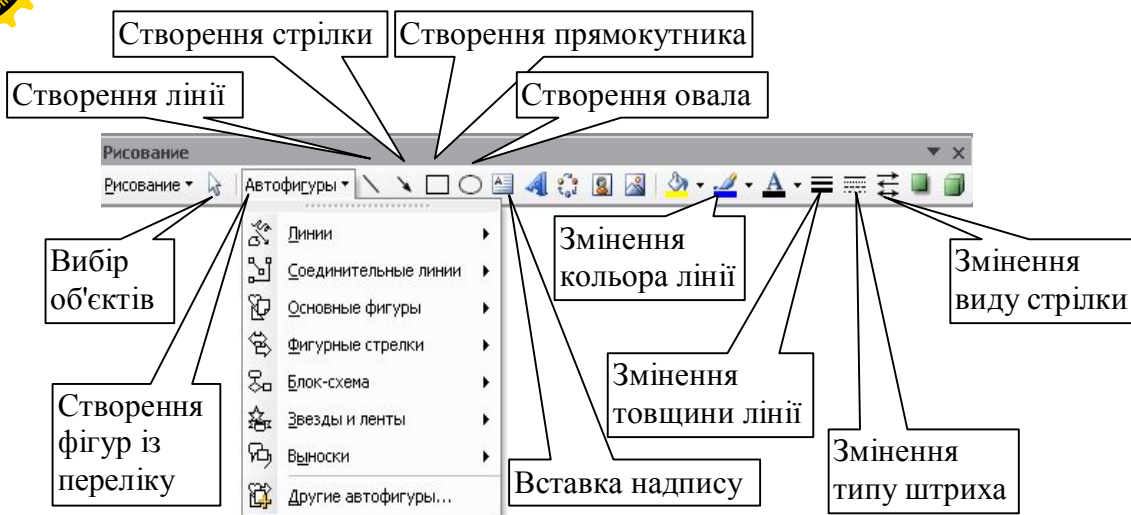 Створення стрілки
Створення прямокутника
Створення лінії
Створення овала
Рисование
Рисование
Автофигуры
Линии
Соединительные линии
Основные фигуры
Фигурные стрелки
Блок-схема
Звезды и ленты
Выноски
Другие автофигуры...
Вибір
об'єктів
Створення
фігур із
переліку
Змінення
кольора лінії
Змінення
виду стрілки
Змінення
товщини лінії
Змінення
типу штриха
Вставка надпису